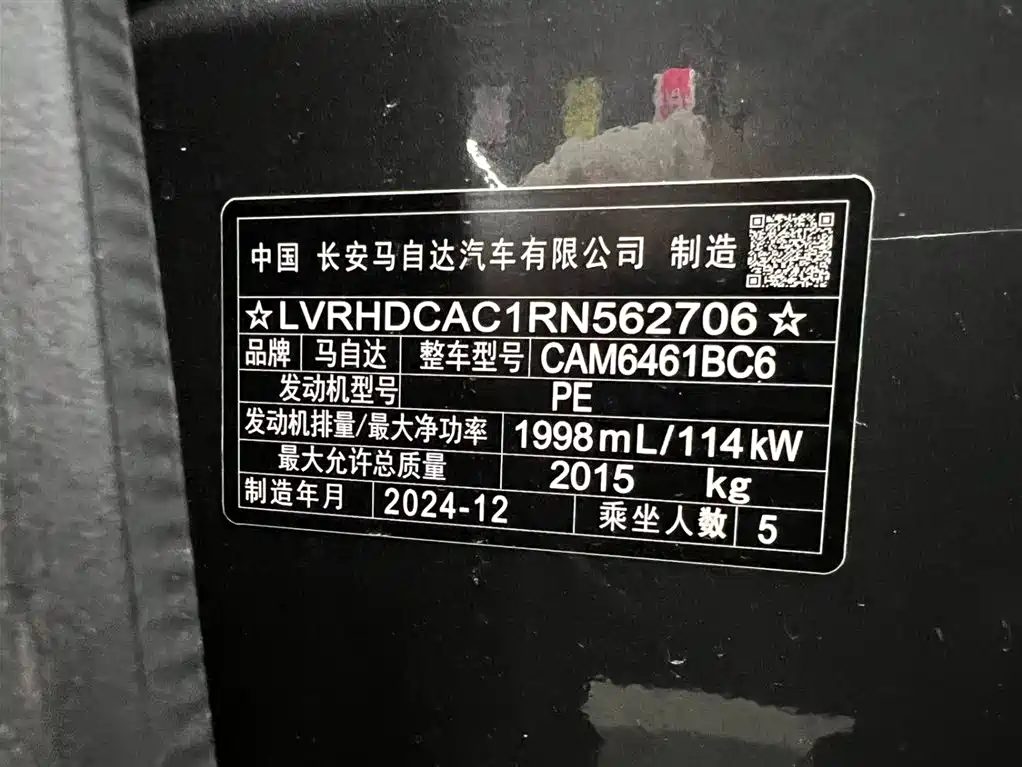 中国 长安马自达汽车有限公司 制造
☆LVRHDCAC1RN562706☆
品牌 马自达 整车型号 CAM6461BC6
发动机型号 PE
发动机排量/最大净功率 1998mL/114kW
最大允许总质量 2015 kg
制造年月 2024-12 乘坐人数 5